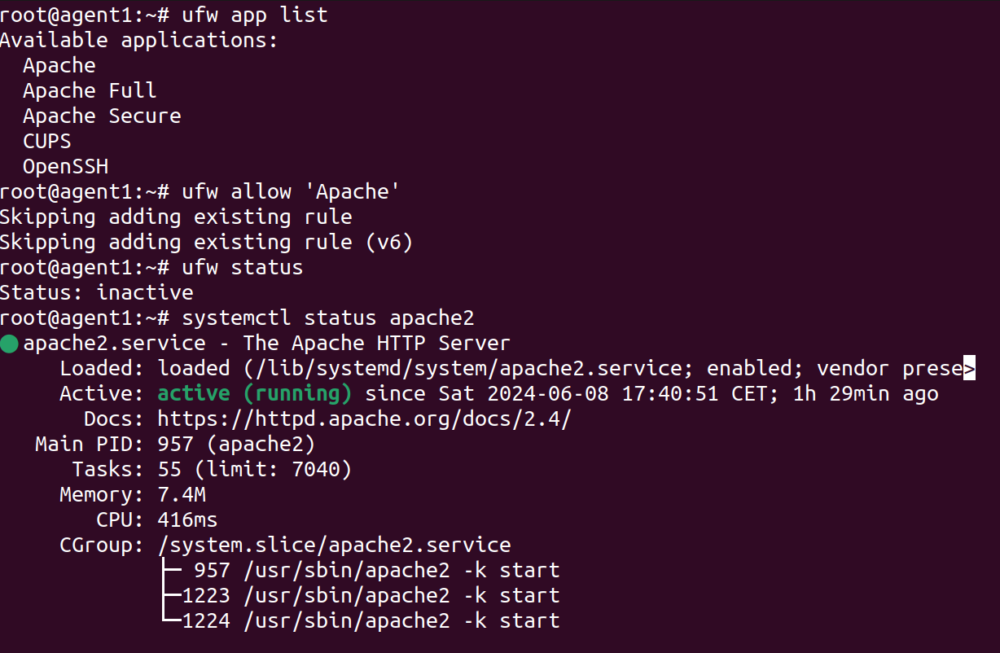 root@agent1:~# ufw app list
Available applications:
  Apache
  Apache Full
  Apache Secure
  CUPS
  OpenSSH
root@agent1:~# ufw allow 'Apache'
Skipping adding existing rule
Skipping adding existing rule (v6)
root@agent1:~# ufw status
Status: inactive
root@agent1:~# systemctl status apache2
● apache2.service - The Apache HTTP Server
     Loaded: loaded (/lib/systemd/system/apache2.service; enabled; vendor prese>
     Active: active (running) since Sat 2024-06-08 17:40:51 CET; 1h 29min ago
       Docs: https://httpd.apache.org/docs/2.4/
   Main PID: 957 (apache2)
      Tasks: 55 (limit: 7040)
     Memory: 7.4M
        CPU: 416ms
     CGroup: /system.slice/apache2.service
             ├─ 957 /usr/sbin/apache2 -k start
             ├─1223 /usr/sbin/apache2 -k start
             └─1224 /usr/sbin/apache2 -k start